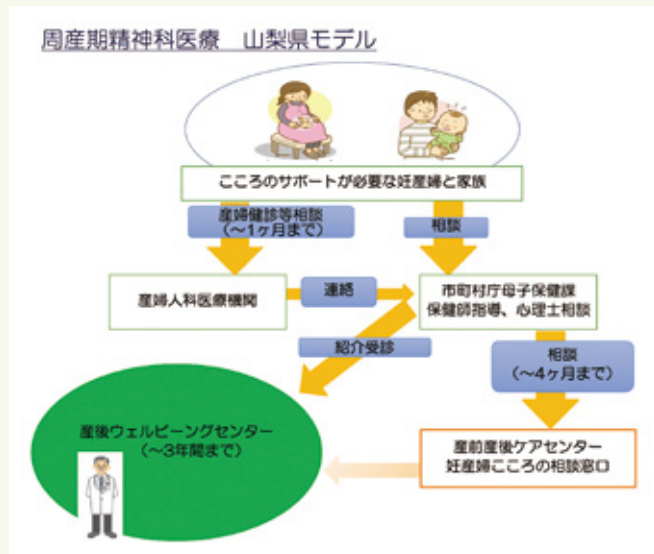 周産期精神科医療　山梨県モデル
こころのサポートが必要な妊産婦と家族
産婦健診等相談
(～1ヶ月まで)
相談
産婦人科医療機関
連絡
市町村庁母子保健課
保健師指導、心理士相談
紹介受診
相談
(～4ヶ月まで)
産後ウェルビーングセンター
(～3年間まで)
産前産後ケアセンター
妊産婦こころの相談窓口